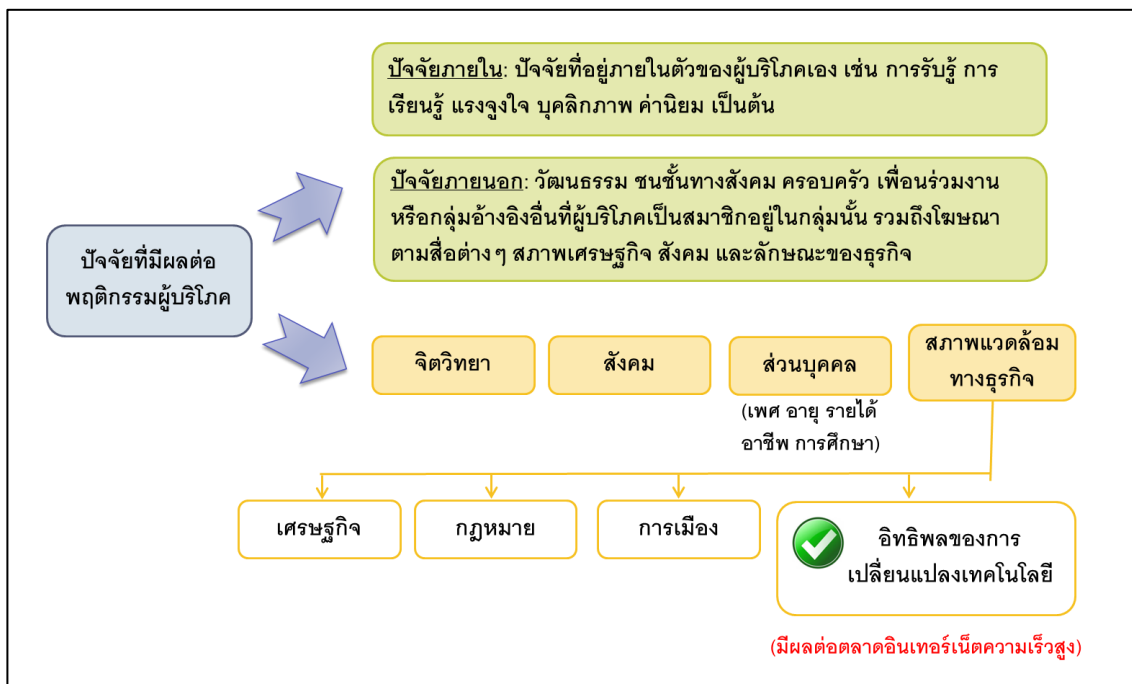 ปัจจัยภายใน: ปัจจัยที่อยู่ภายในตัวของผู้บริโภคเอง เช่น การรับรู้ การ
เรียนรู้ แรงจูงใจ บุคลิกภาพ ค่านิยม เป็นต้น
ปัจจัยภายนอก: วัฒนธรรม ชนชั้นทางสังคม ครอบครัว เพื่อนร่วมงาน
หรือกลุ่มอ้างอิงอื่นที่ผู้บริโภคเป็นสมาชิกอยู่ในกลุ่มนั้น รวมถึงโฆษณา
ตามสื่อต่างๆ สภาพเศรษฐกิจ สังคม และลักษณะของธุรกิจ
ปัจจัยที่มีผลต่อ
พฤติกรรมผู้บริโภค
จิตวิทยา
สังคม
ส่วนบุคคล
(เพศ อายุ รายได้
อาชีพ การศึกษา)
สภาพแวดล้อม
ทางธุรกิจ
เศรษฐกิจ
กฎหมาย
การเมือง
อิทธิพลของการ
เปลี่ยนแปลงเทคโนโลยี
(มีผลต่อตลาดอินเทอร์เน็ตความเร็วสูง)